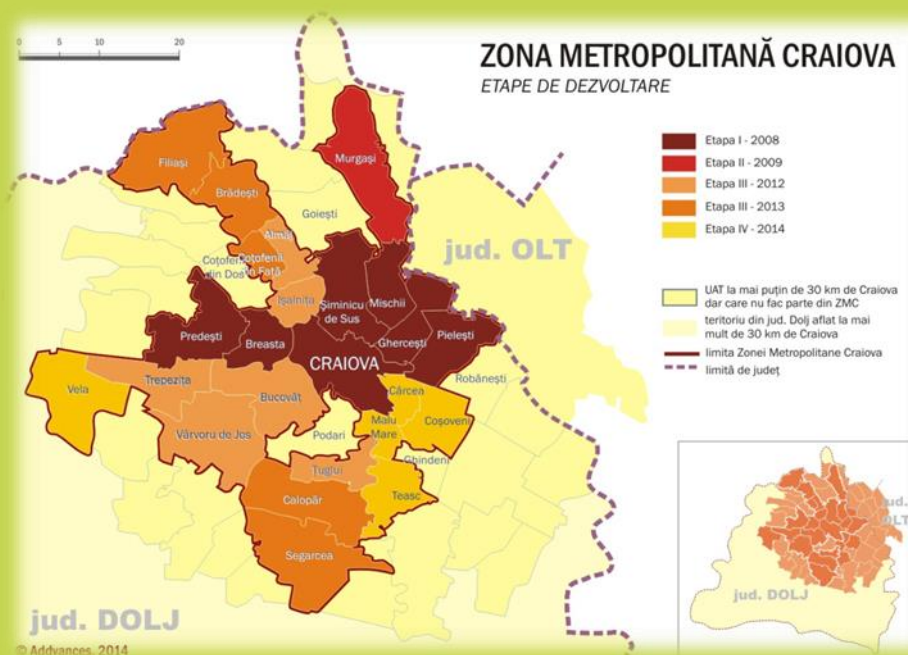 0 5 10 20
ZONA METROPOLITANĂ CRAIOVA
ETAPE DE DEZVOLTARE
Etapa I - 2008
Etapa II - 2009
Etapa III - 2012
Etapa III - 2013
Etapa IV - 2014
UAT la mai puțin de 30 km de Craiova
dar care nu fac parte din ZMC
teritoriu din jud. Dolj aflat la mai
mult de 30 km de Craiova
limita Zonei Metropolitane Craiova
limită de județ
Filiași
Murgași
Brădești
Goiești
Almăj
jud. OLT
Coțofenii
din Dos
Coțofenii
din Față
Ișalnița
Șiminicu
de Sus
Mischii
Predești
Breasta
Ghercești
Pielești
CRAIOVA
Robănești
Vela
Trepezița
Bucovăț
Cârcea
Vârvoru de Jos
Podari
Malu
Mare
Coșoveni
Ghindeni
Țuglui
Calopăr
Teasc
Segarcea
jud. DOLJ
© Addvances, 2014
jud.
OLT
jud. DOLJ